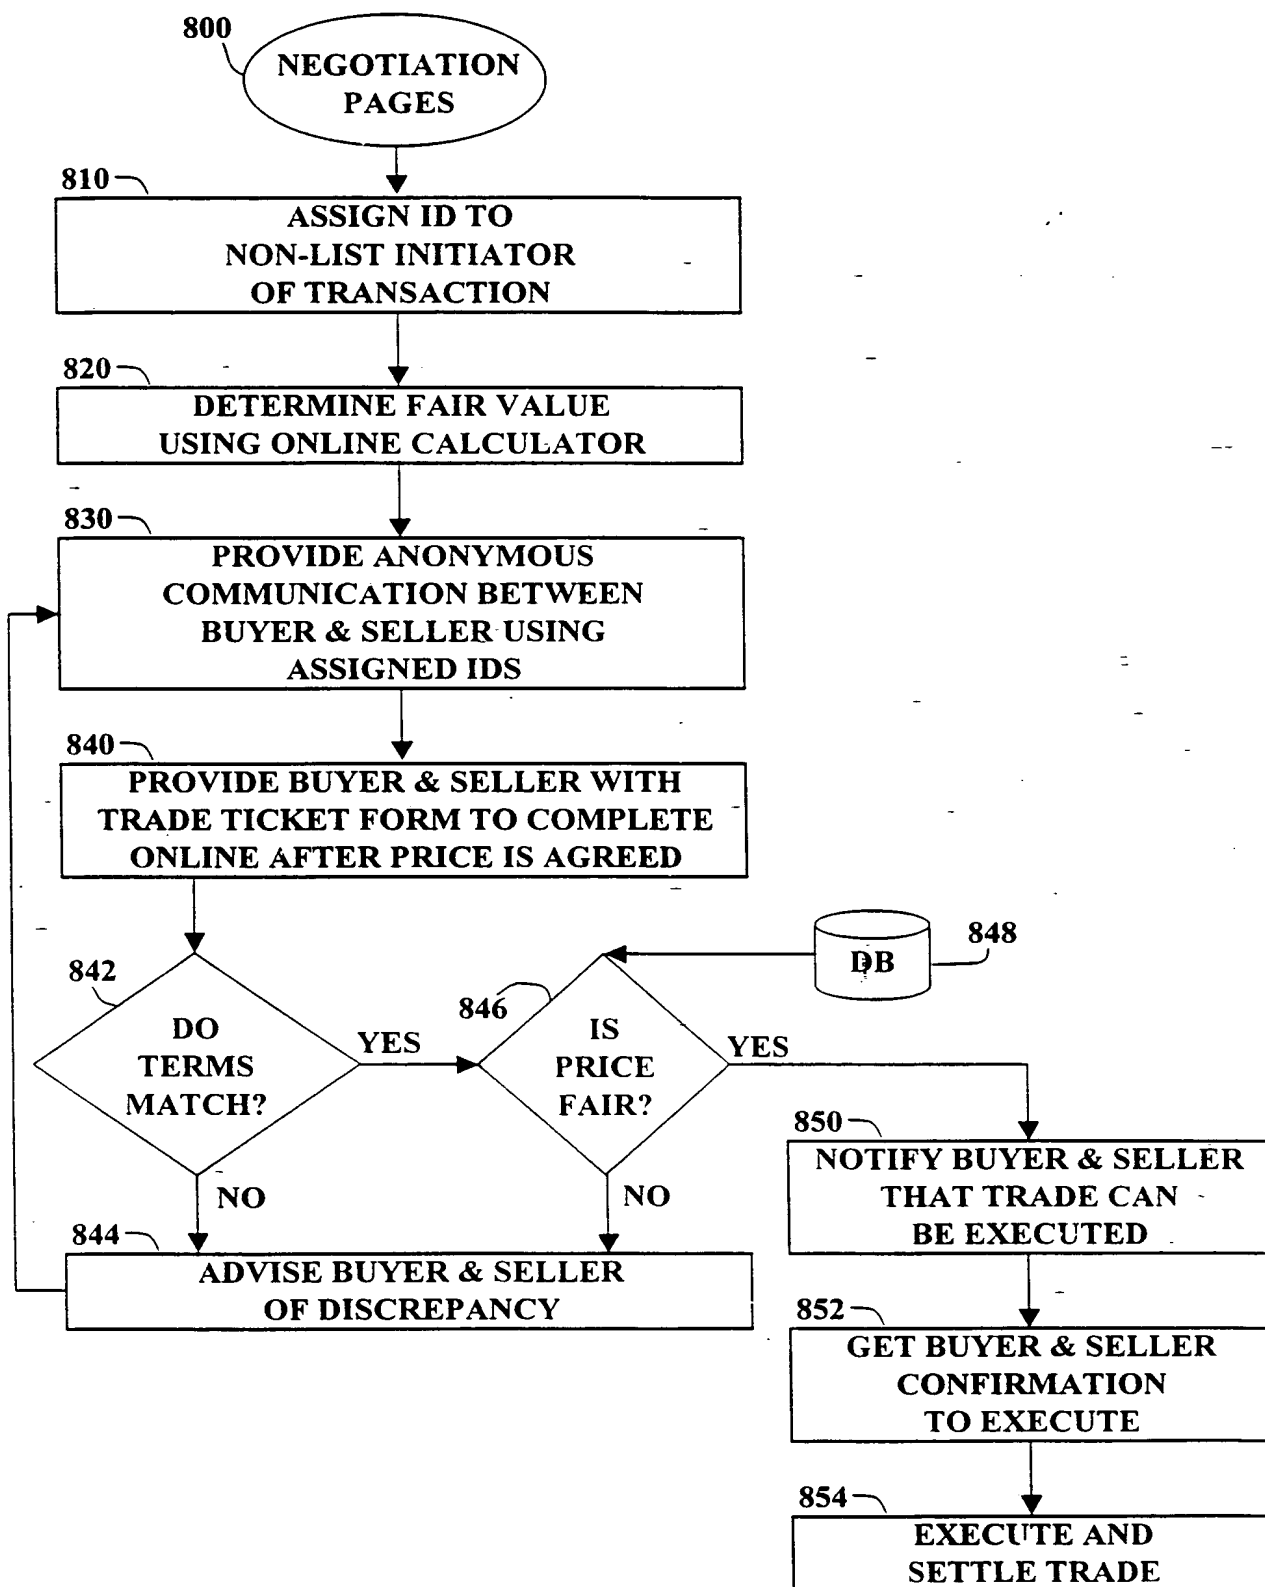 800
NEGOTIATION
PAGES
810
ASSIGN ID TO
NON-LIST INITIATOR
OF TRANSACTION
820
DETERMINE FAIR VALUE
USING ONLINE CALCULATOR
830
PROVIDE ANONYMOUS
COMMUNICATION BETWEEN
BUYER & SELLER USING
ASSIGNED IDS
840
PROVIDE BUYER & SELLER WITH
TRADE TICKET FORM TO COMPLETE
ONLINE AFTER PRICE IS AGREED
842
DO
TERMS
MATCH?
YES
NO
846
IS
PRICE
FAIR?
YES
NO
DB
848
844
ADVISE BUYER & SELLER
OF DISCREPANCY
850
NOTIFY BUYER & SELLER
THAT TRADE CAN
BE EXECUTED
852
GET BUYER & SELLER
CONFIRMATION
TO EXECUTE
854
EXECUTE AND
SETTLE TRADE